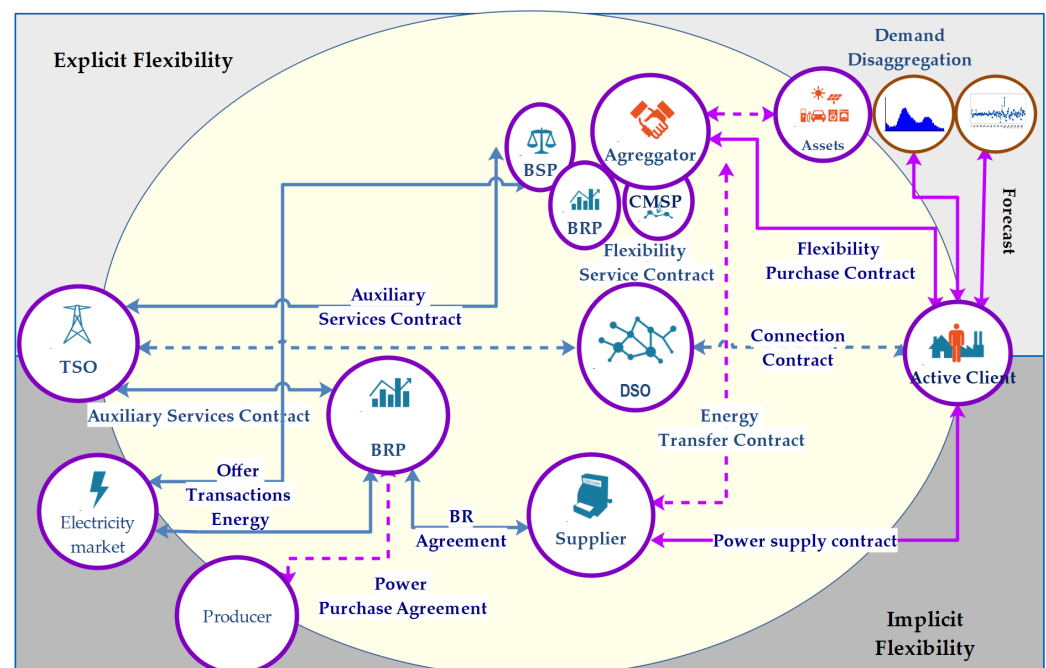 Explicit Flexibility
Demand
Disaggregation
Assets
Agreggator
BSP
BRP
CMSP
Flexibility
Service Contract
Flexibility
Purchase Contract
Forecast
Auxiliary
Services Contract
TSO
DSO
Connection
Contract
Active Client
Auxiliary Services Contract
BRP
Energy
Transfer Contract
Offer
Transactions
Energy
Electricity
market
BR
Agreement
Supplier
Power supply contract
Power
Purchase Agreement
Producer
Implicit
Flexibility